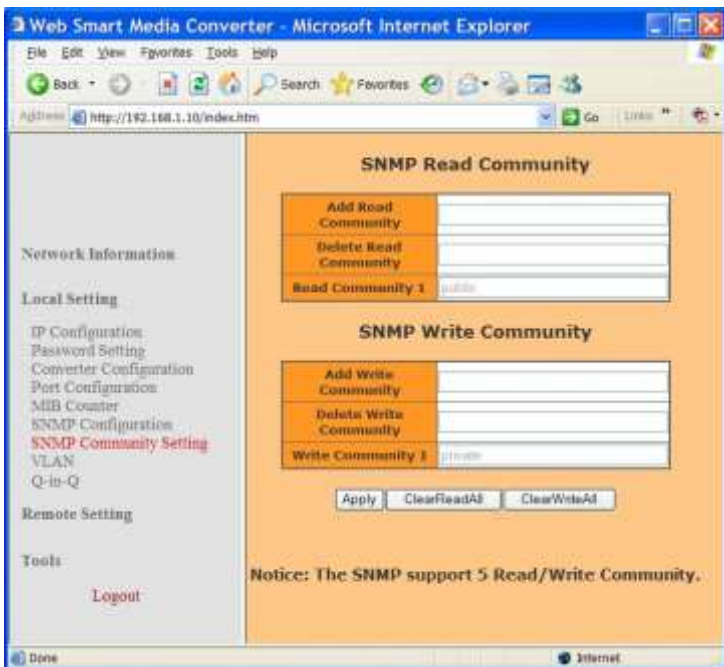 Web Smart Media Converter - Microsoft Internet Explorer
File Edit View Favorites Tools Help
Back Search Favorites
Address http://192.168.1.10/index.htm Go Links »
SNMP Read Community
Add Read
Community
Delete Read
Community
Read Community 1 public
SNMP Write Community
Add Write
Community
Delete Write
Community
Write Community 1 private
Apply ClearReadAll ClearWriteAll
Notice: The SNMP support 5 Read/Write Community.
Network Information
Local Setting
IP Configuration
Password Setting
Converter Configuration
Port Configuration
MIB Counter
SNMP Configuration
SNMP Community Setting
VLAN
Q-in-Q
Remote Setting
Tools
Logout
Done Internet